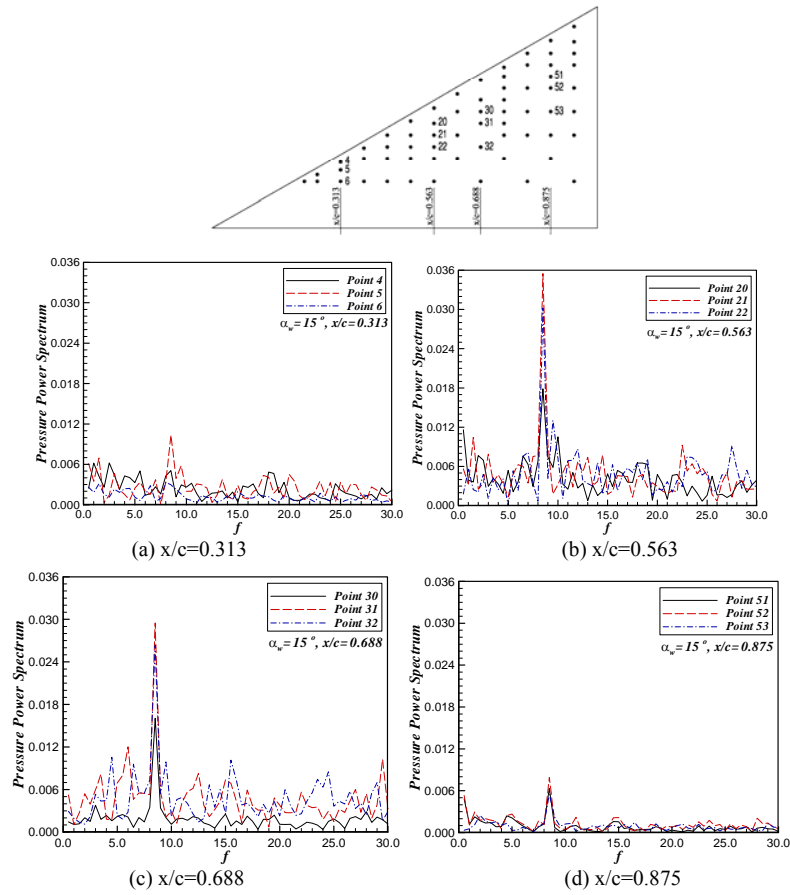 51
52
53
30
31
32
20
21
22
4
5
6
x/c=0.313
x/c=0.563
x/c=0.688
x/c=0.875
0.036
0.030
0.024
0.018
0.012
0.006
0.000
Pressure Power Spectrum
Point 4
Point 5
Point 6
α_w=15°, x/c=0.313
0.0 5.0 10.0 15.0 20.0 25.0 30.0
f
(a) x/c=0.313
0.036
0.030
0.024
0.018
0.012
0.006
0.000
Pressure Power Spectrum
Point 20
Point 21
Point 22
α_w=15°, x/c=0.563
0.0 5.0 10.0 15.0 20.0 25.0 30.0
f
(b) x/c=0.563
0.036
0.030
0.024
0.018
0.012
0.006
0.000
Pressure Power Spectrum
Point 30
Point 31
Point 32
α_w=15°, x/c=0.688
0.0 5.0 10.0 15.0 20.0 25.0 30.0
f
(c) x/c=0.688
0.036
0.030
0.024
0.018
0.012
0.006
0.000
Pressure Power Spectrum
Point 51
Point 52
Point 53
α_w=15°, x/c=0.875
0.0 5.0 10.0 15.0 20.0 25.0 30.0
f
(d) x/c=0.875